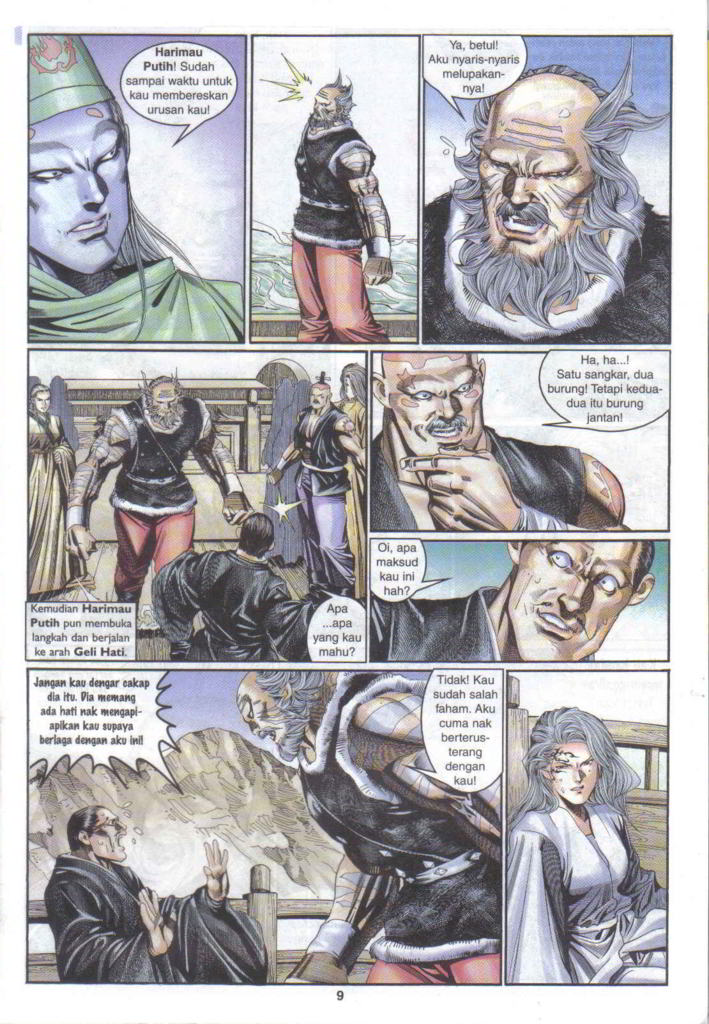 Harimau
Putih! Sudah
sampai waktu untuk
kau membereskan
urusan kau!
Ya, betul!
Aku nyaris-nyaris
melupakan-
nya!
Kemudian Harimau
Putih pun membuka
langkah dan berjalan
ke arah Geli Hati.
Apa
...apa
yang kau
mahu?
Ha, ha...!
Satu sangkar, dua
burung! Tetapi kedua-
dua itu burung
jantan!
Oi, apa
maksud
kau ini
hah?
Jangan kau dengar cakap
dia itu. Dia memang
ada hati nak mengapi-
apikan kau supaya
berlaga dengan aku ini!
Tidak! Kau
sudah salah
faham. Aku
cuma nak
berterus-
terang
dengan
kau!
9